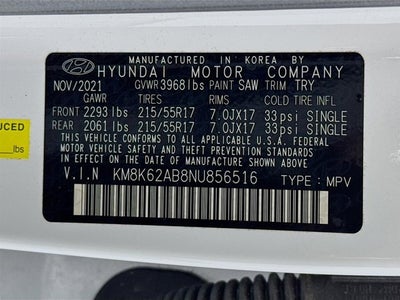 MANUFACTURED IN KOREA BY
HYUNDAI MOTOR COMPANY
NOV/2021 GVWR 3968lbs PAINT SAW TRIM TRY
GAWR TIRES RIMS COLD TIRE INFL
FRONT 2293 lbs 215/55R17 7.0JX17 33psi SINGLE
REAR 2061 lbs 215/55R17 7.0JX17 33psi SINGLE
THIS VEHICLE CONFORMS TO ALL APPLICABLE U.S.A FEDERAL
MOTOR VEHICLE SAFETY AND THEFT PREVENTION STANDARDS
IN EFFECT ON THE DATE OF MANUFACTURE SHOWN ABOVE.
V.I.N KM8K62AB8NU856516 TYPE : MPV
UCED
lbs